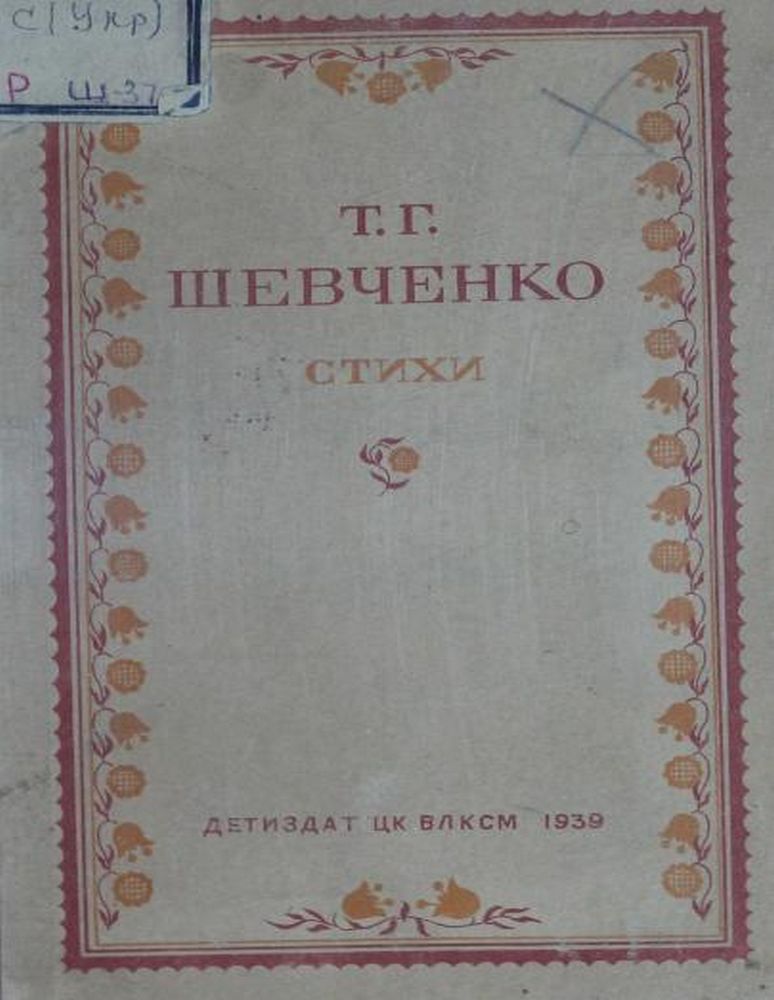 С(Укр)
Р Ш-37
Т. Г.
ШЕВЧЕНКО
СТИХИ
ДЕТИЗДАТ ЦК ВЛКСМ 1939